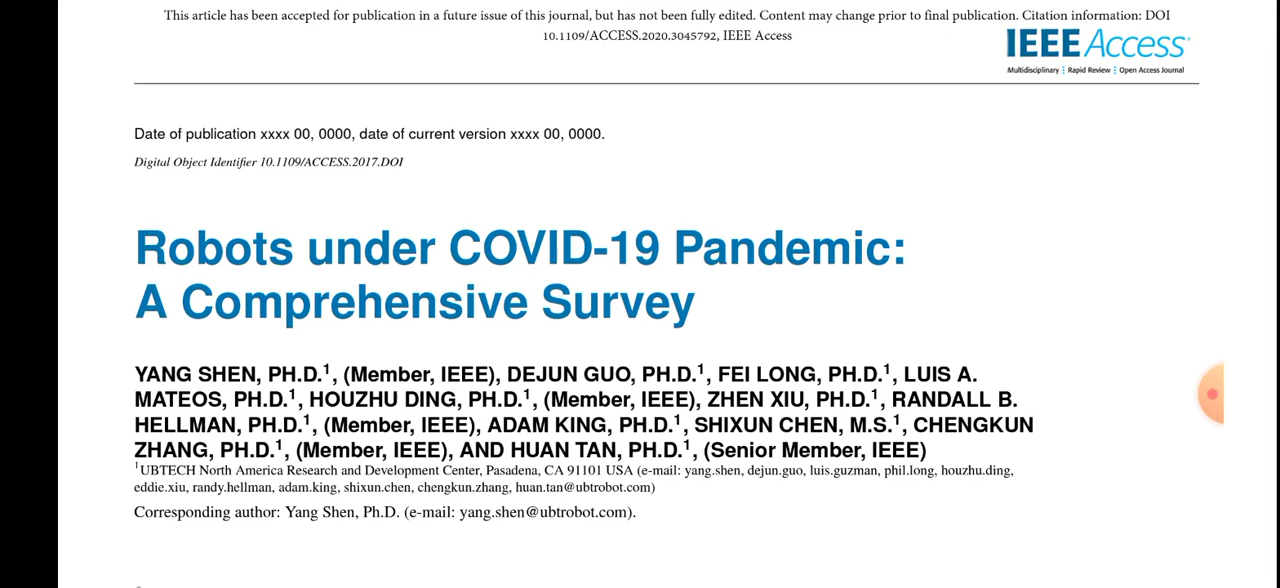 This article has been accepted for publication in a future issue of this journal, but has not been fully edited. Content may change prior to final publication. Citation information: DOI
10.1109/ACCESS.2020.3045792, IEEE Access
IEEE Access
Multidisciplinary | Rapid Review | Open Access Journal
Date of publication xxxx 00, 0000, date of current version xxxx 00, 0000.
Digital Object Identifier 10.1109/ACCESS.2017.DOI
Robots under COVID-19 Pandemic:
A Comprehensive Survey
YANG SHEN, PH.D.¹, (Member, IEEE), DEJUN GUO, PH.D.¹, FEI LONG, PH.D.¹, LUIS A.
MATEOS, PH.D.¹, HOUZHU DING, PH.D.¹, (Member, IEEE), ZHEN XIU, PH.D.¹, RANDALL B.
HELLMAN, PH.D.¹, (Member, IEEE), ADAM KING, PH.D.¹, SHIXUN CHEN, M.S.¹, CHENGKUN
ZHANG, PH.D.¹, (Member, IEEE), AND HUAN TAN, PH.D.¹, (Senior Member, IEEE)
¹UBTECH North America Research and Development Center, Pasadena, CA 91101 USA (e-mail: yang.shen, dejun.guo, luis.guzman, phil.long, houzhu.ding,
eddie.xiu, randy.hellman, adam.king, shixun.chen, chengkun.zhang, huan.tan@ubtrobot.com)
Corresponding author: Yang Shen, Ph.D. (e-mail: yang.shen@ubtrobot.com).